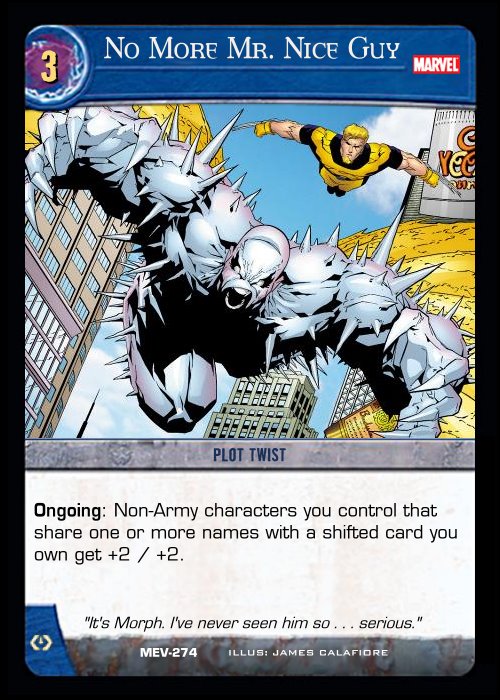 3
No More Mr. Nice Guy
MARVEL
PLOT TWIST
Ongoing: Non-Army characters you control that
share one or more names with a shifted card you
own get +2 / +2.
"It's Morph. I've never seen him so . . . serious."
MEV-274 ILLUS: JAMES CALAFIORE